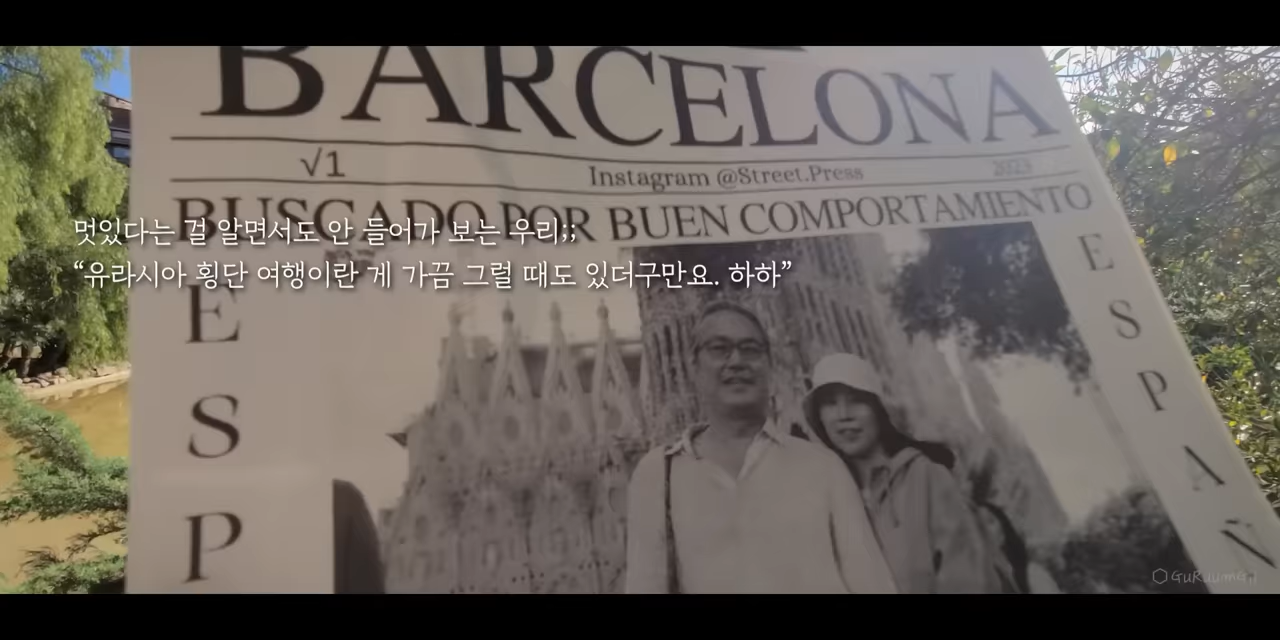 BARCELONA
√1 Instagram @Street.Press 2023
BUSCADO POR BUEN COMPORTAMIENTO
멋있다는 걸 알면서도 안 들어가 보는 우리;;
“유라시아 횡단 여행이란 게 가끔 그럴 때도 있더구만요. 하하”
E
S
P
E
S
P
A
Ñ